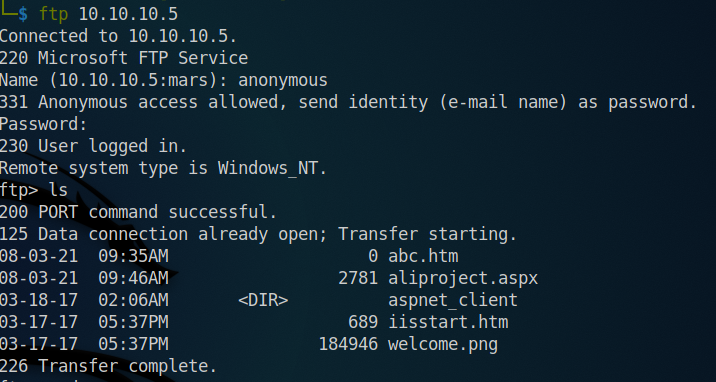 └─$ ftp 10.10.10.5
Connected to 10.10.10.5.
220 Microsoft FTP Service
Name (10.10.10.5:mars): anonymous
331 Anonymous access allowed, send identity (e-mail name) as password.
Password:
230 User logged in.
Remote system type is Windows_NT.
ftp> ls
200 PORT command successful.
125 Data connection already open; Transfer starting.
08-03-21  09:35AM                    0 abc.htm
08-03-21  09:46AM                 2781 aliproject.aspx
03-18-17  02:06AM       <DIR>          aspnet_client
03-17-17  05:37PM                  689 iisstart.htm
03-17-17  05:37PM               184946 welcome.png
226 Transfer complete.